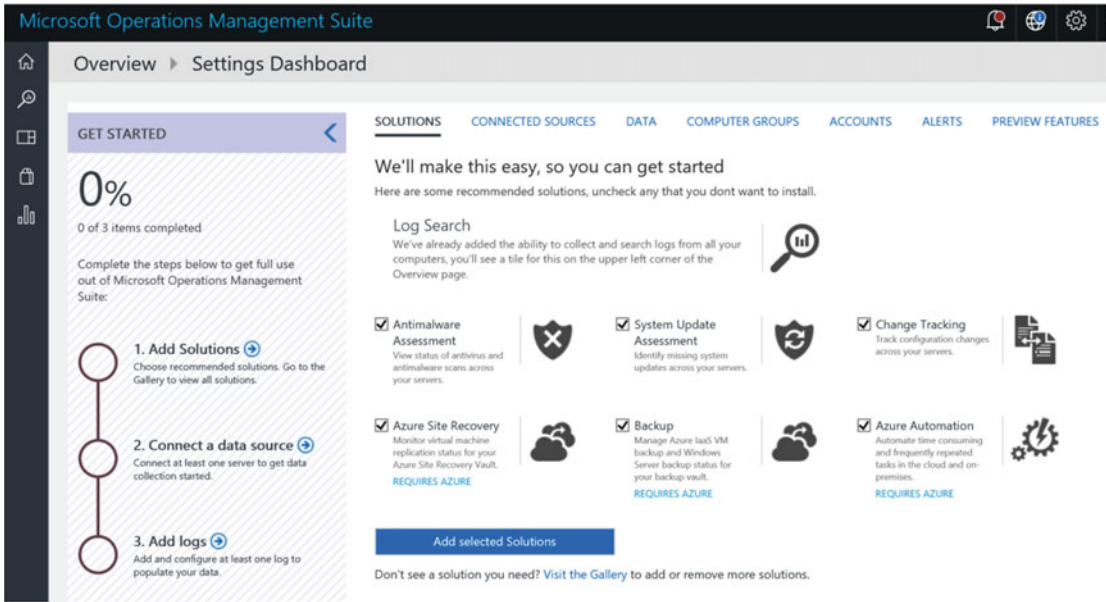 Microsoft Operations Management Suite
Overview Settings Dashboard
GET STARTED
0%
0 of 3 items completed
Complete the steps below to get full use
out of Microsoft Operations Management
Suite:
1. Add Solutions
Choose recommended solutions. Go to the
Gallery to view all solutions.
2. Connect a data source
Connect at least one server to get data
collection started.
3. Add logs
Add and configure at least one log to
populate your data.
SOLUTIONS CONNECTED SOURCES DATA COMPUTER GROUPS ACCOUNTS ALERTS PREVIEW FEATURES
We'll make this easy, so you can get started
Here are some recommended solutions, uncheck any that you dont want to install.
Log Search
We've already added the ability to collect and search logs from all your
computers, you'll see a tile for this on the upper left corner of the
Overview page.
Antimalware
Assessment
View status of antivirus and
antimalware scans across
your servers.
System Update
Assessment
Identify missing system
updates across your servers.
Change Tracking
Track configuration changes
across your servers.
Azure Site Recovery
Monitor virtual machine
replication status for your
Azure Site Recovery Vault.
REQUIRES AZURE
Backup
Manage Azure IaaS VM
backup and Windows
Server backup status for
your backup vault.
REQUIRES AZURE
Azure Automation
Automate time consuming
and frequently repeated
tasks in the cloud and on-
premises.
REQUIRES AZURE
Add selected Solutions
Don't see a solution you need? Visit the Gallery to add or remove more solutions.